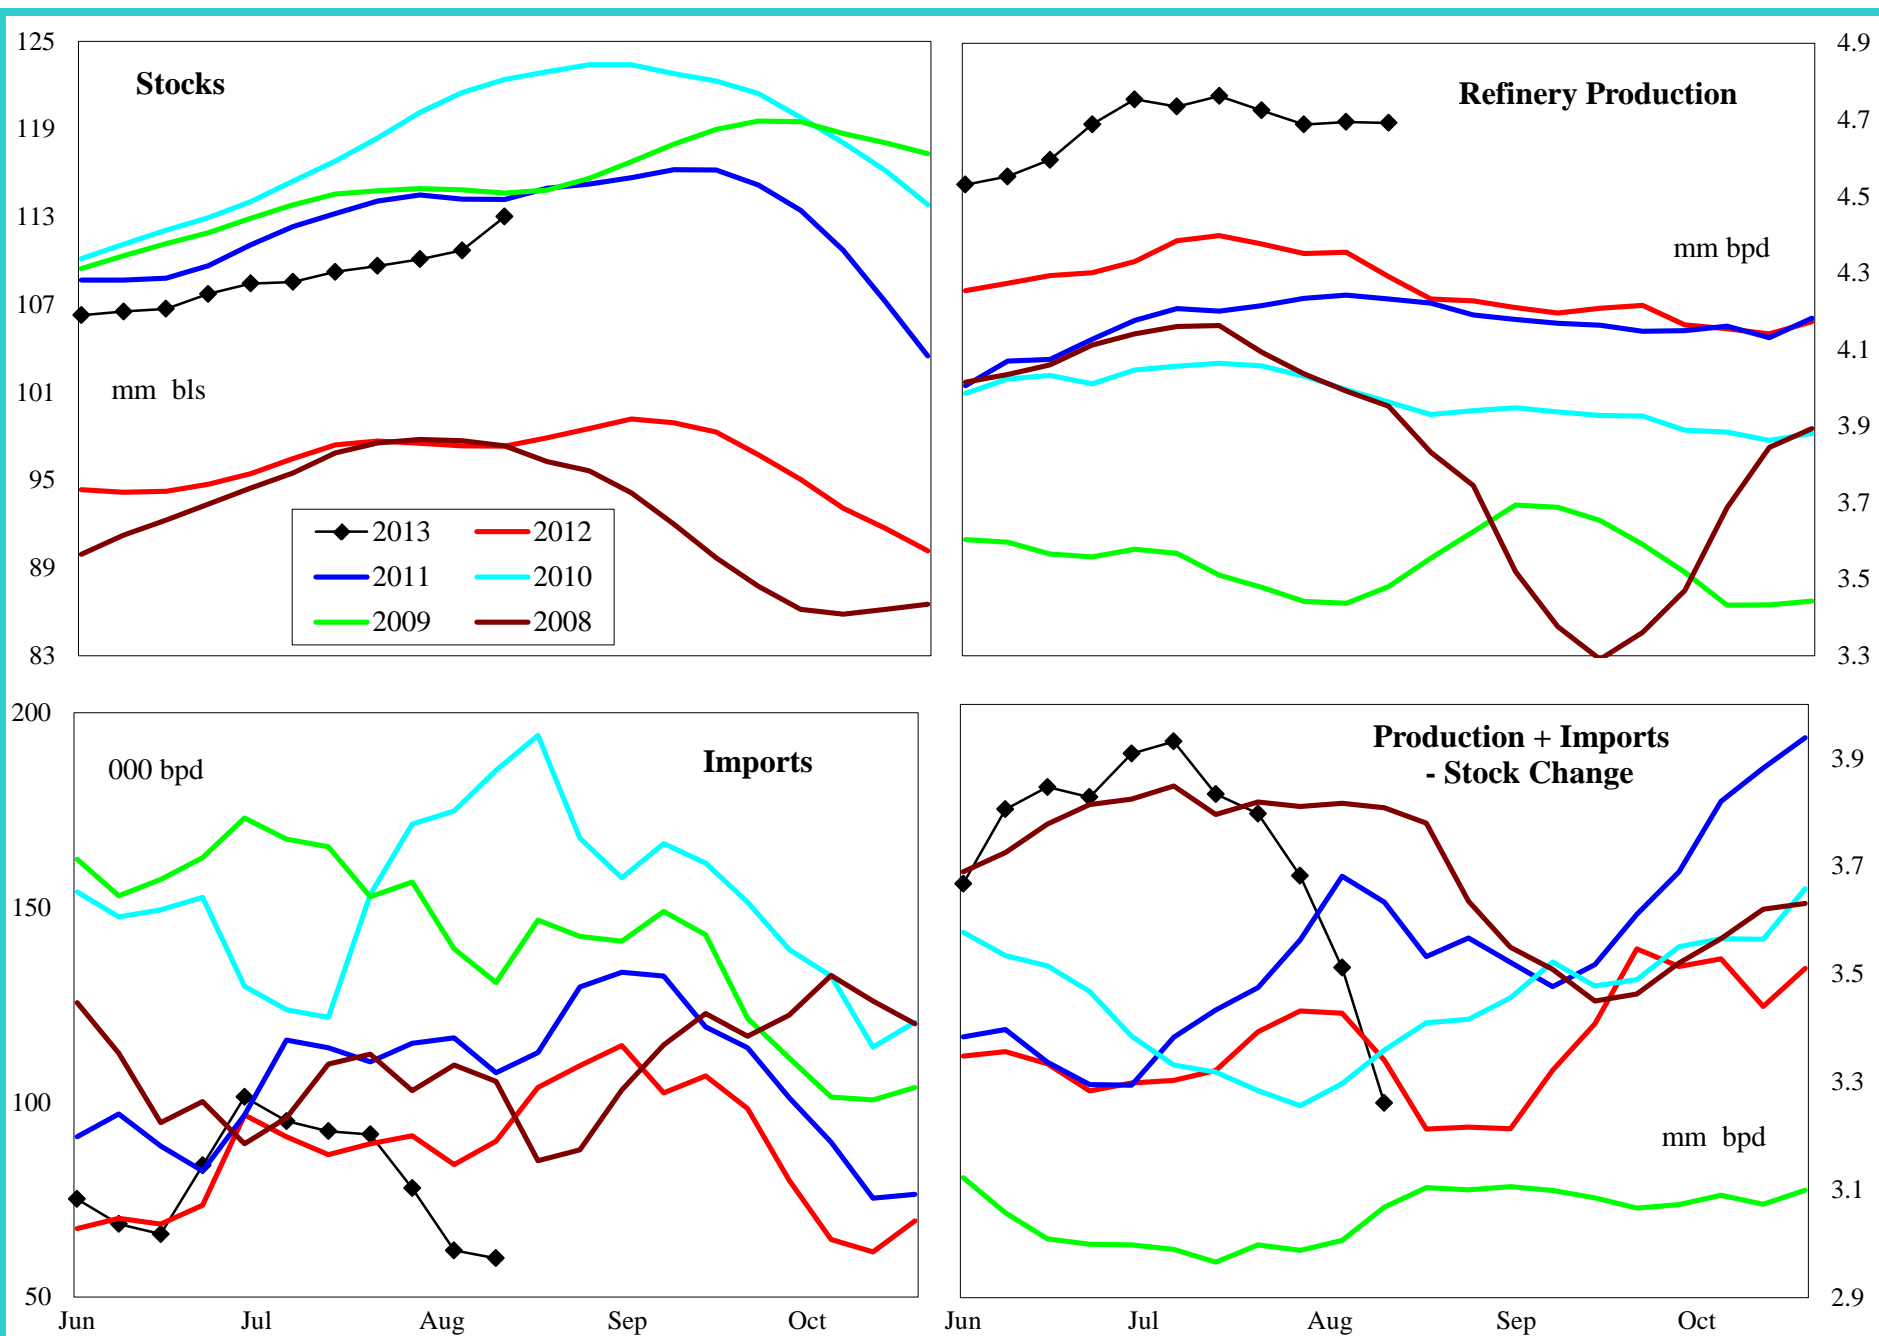 Stocks
mm bls
125
119
113
107
101
95
89
83
2013
2012
2011
2010
2009
2008
Refinery Production
mm bpd
4.9
4.7
4.5
4.3
4.1
3.9
3.7
3.5
3.3
Imports
000 bpd
200
150
100
50
Jun
Jul
Aug
Sep
Oct
Production + Imports
- Stock Change
mm bpd
3.9
3.7
3.5
3.3
3.1
2.9
Jun
Jul
Aug
Sep
Oct